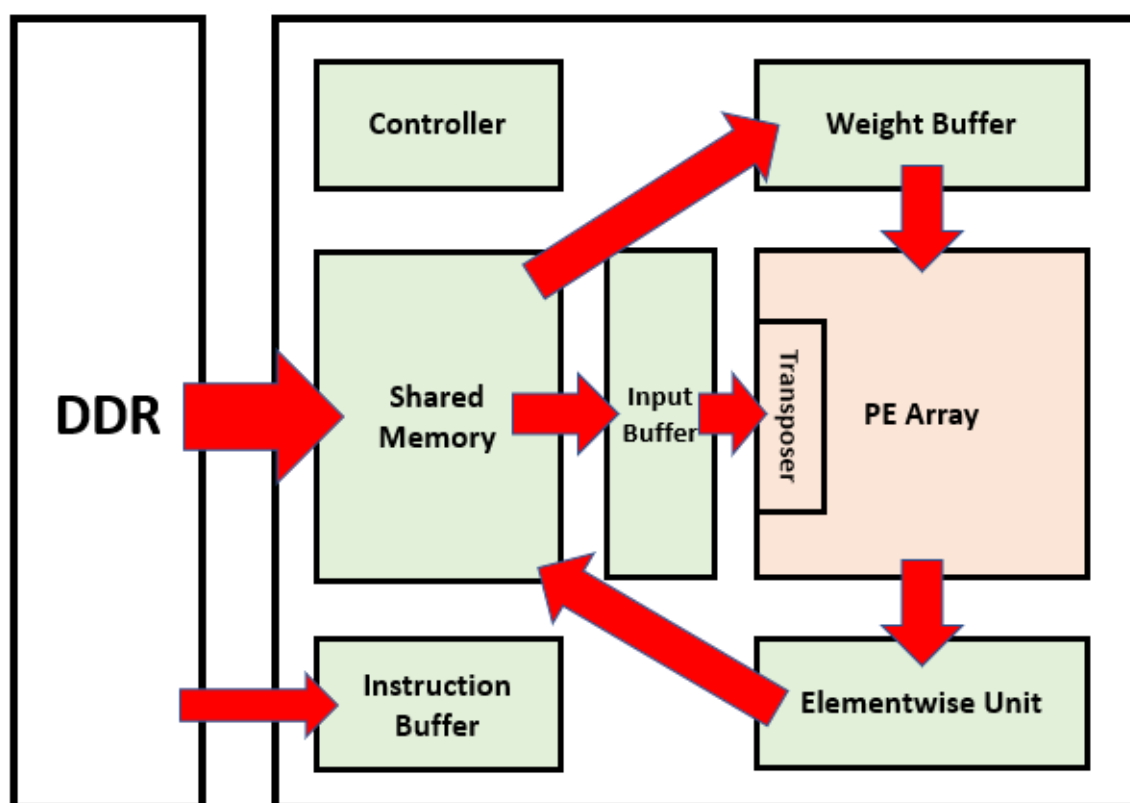 Controller
Weight Buffer
DDR
Shared
Memory
Input
Buffer
Transposer
PE Array
Instruction
Buffer
Elementwise Unit